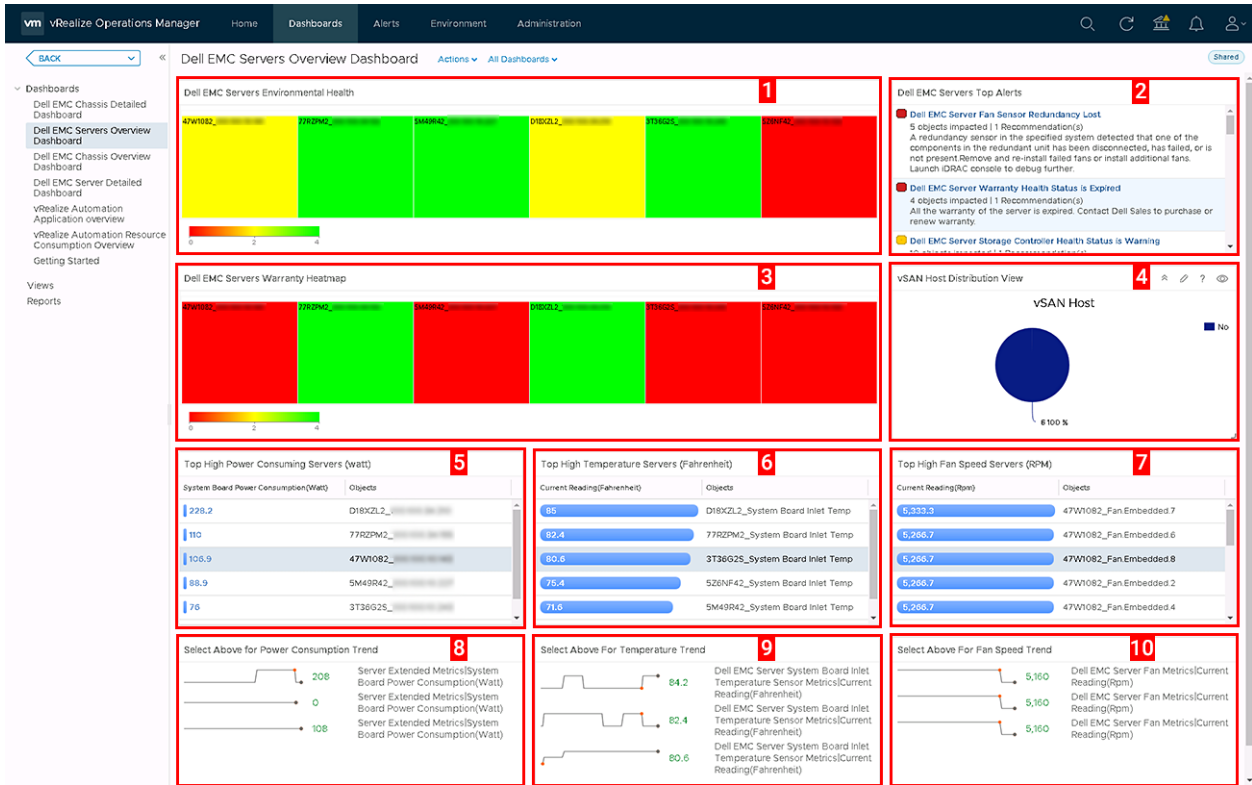 vm vRealize Operations Manager Home Dashboards Alerts Environment Administration
BACK
Dell EMC Servers Overview Dashboard Actions All Dashboards Shared
Dashboards
Dell EMC Chassis Detailed
Dashboard
Dell EMC Servers Overview
Dashboard
Dell EMC Chassis Overview
Dashboard
Dell EMC Server Detailed
Dashboard
vRealize Automation
Application overview
vRealize Automation Resource
Consumption Overview
Getting Started
Views
Reports
Dell EMC Servers Environmental Health 1
47W1082_ 77RZPM2_ 5M49R42_ D18XZL2_ 3T36G2S_ 5Z6NF42_
0 2 4
Dell EMC Servers Top Alerts 2
Dell EMC Server Fan Sensor Redundancy Lost
5 objects impacted | 1 Recommendation(s)
A redundancy sensor in the specified system detected that one of the
components in the redundant unit has been disconnected, has failed, or is
not present.Remove and re-install failed fans or install additional fans.
Launch iDRAC console to debug further.
Dell EMC Server Warranty Health Status is Expired
4 objects impacted | 1 Recommendation(s)
All the warranty of the server is expired. Contact Dell Sales to purchase or
renew warranty.
Dell EMC Server Storage Controller Health Status is Warning
Dell EMC Servers Warranty Heatmap 3
47W1082_ 77RZPM2_ 5M49R42_ D18XZL2_ 3T36G2S_ 5Z6NF42_
0 2 4
vSAN Host Distribution View 4 ?
vSAN Host
No
6 100 %
Top High Power Consuming Servers (watt) 5
System Board Power Consumption(Watt) Objects
228.2 D18XZL2_
110 77RZPM2_
106.9 47W1082_
88.9 5M49R42_
76 3T36G2S_
Top High Temperature Servers (Fahrenheit) 6
Current Reading(Fahrenheit) Objects
85 D18XZL2_System Board Inlet Temp
82.4 77RZPM2_System Board Inlet Temp
80.6 3T36G2S_System Board Inlet Temp
75.4 5Z6NF42_System Board Inlet Temp
71.6 5M49R42_System Board Inlet Temp
Top High Fan Speed Servers (RPM) 7
Current Reading(Rpm) Objects
5,333.3 47W1082_Fan.Embedded.7
5,266.7 47W1082_Fan.Embedded.6
5,266.7 47W1082_Fan.Embedded.8
5,266.7 47W1082_Fan.Embedded.2
5,266.7 47W1082_Fan.Embedded.4
Select Above for Power Consumption Trend 8
208 Server Extended Metrics|System
Board Power Consumption(Watt)
0 Server Extended Metrics|System
Board Power Consumption(Watt)
108 Server Extended Metrics|System
Board Power Consumption(Watt)
Select Above For Temperature Trend 9
Dell EMC Server System Board Inlet
84.2 Temperature Sensor Metrics|Current
Reading(Fahrenheit)
Dell EMC Server System Board Inlet
82.4 Temperature Sensor Metrics|Current
Reading(Fahrenheit)
Dell EMC Server System Board Inlet
80.6 Temperature Sensor Metrics|Current
Reading(Fahrenheit)
Select Above For Fan Speed Trend 10
5,160 Dell EMC Server Fan Metrics|Current
Reading(Rpm)
5,160 Dell EMC Server Fan Metrics|Current
Reading(Rpm)
5,160 Dell EMC Server Fan Metrics|Current
Reading(Rpm)